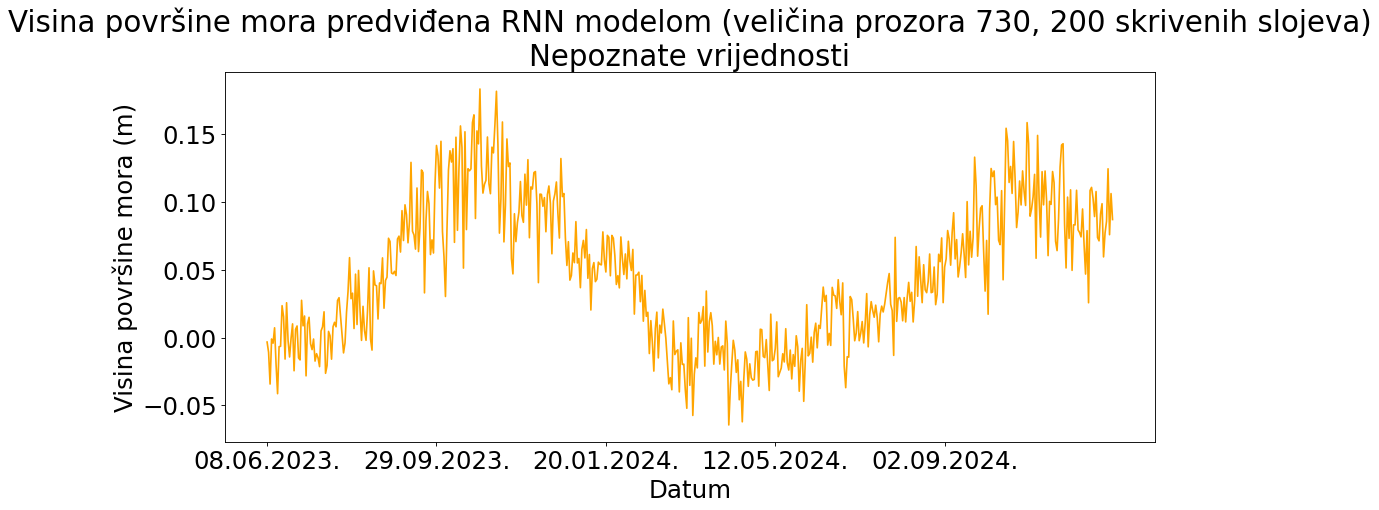 Visina površine mora predviđena RNN modelom (veličina prozora 730, 200 skrivenih slojeva)
Nepoznate vrijednosti
Visina površine mora (m)
0.15
0.10
0.05
0.00
−0.05
08.06.2023. 29.09.2023. 20.01.2024. 12.05.2024. 02.09.2024.
Datum